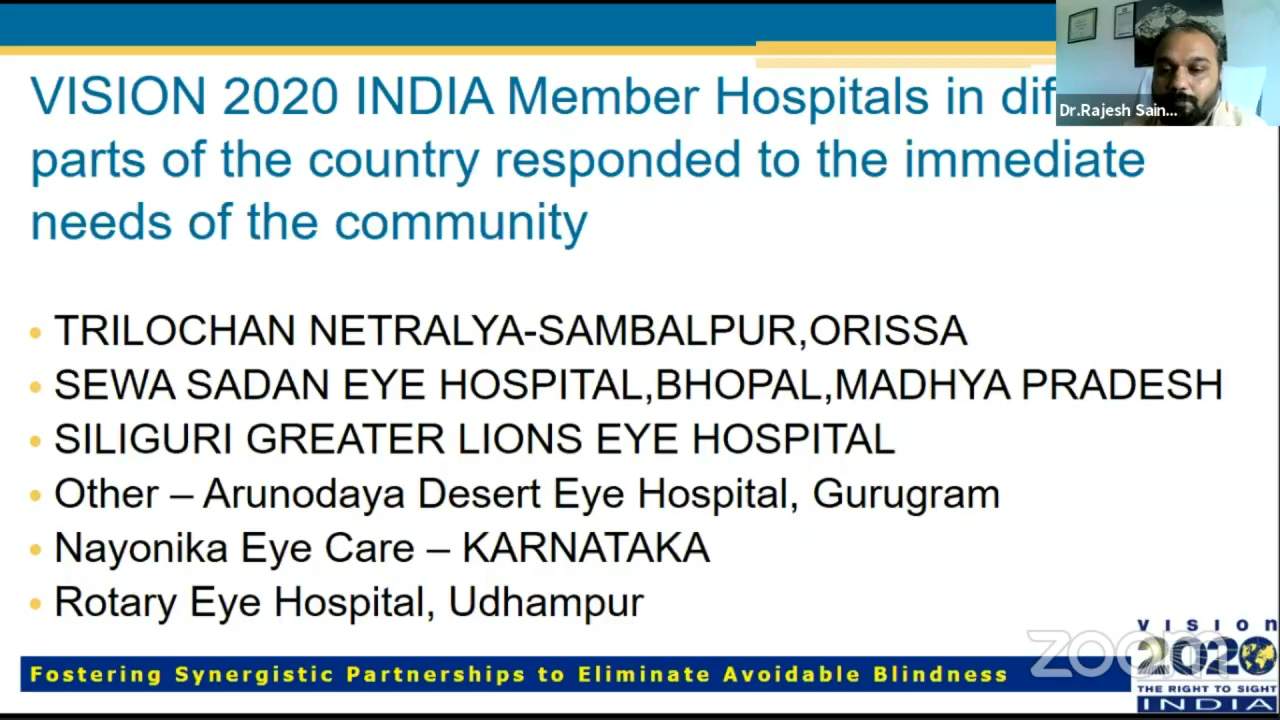 VISION 2020 INDIA Member Hospitals in dif
Dr.Rajesh Sain...
parts of the country responded to the immediate
needs of the community
• TRILOCHAN NETRALYA-SAMBALPUR,ORISSA
• SEWA SADAN EYE HOSPITAL,BHOPAL,MADHYA PRADESH
• SILIGURI GREATER LIONS EYE HOSPITAL
• Other – Arunodaya Desert Eye Hospital, Gurugram
• Nayonika Eye Care – KARNATAKA
• Rotary Eye Hospital, Udhampur
Fostering Synergistic Partnerships to Eliminate Avoidable Blindness
zoom
vision
2020
THE RIGHT TO SIGHT
INDIA